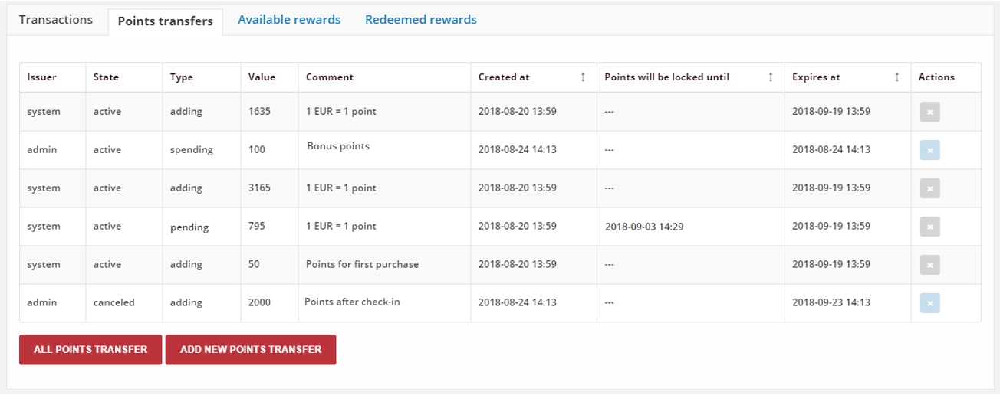 Transactions Points transfers Available rewards Redeemed rewards
Issuer State Type Value Comment Created at Points will be locked until Expires at Actions
system active adding 1635 1 EUR = 1 point 2018-08-20 13:59 --- 2018-09-19 13:59
admin active spending 100 Bonus points 2018-08-24 14:13 --- 2018-08-24 14:13
system active adding 3165 1 EUR = 1 point 2018-08-20 13:59 --- 2018-09-19 13:59
system active pending 795 1 EUR = 1 point 2018-08-20 13:59 2018-09-03 14:29 2018-09-19 13:59
system active adding 50 Points for first purchase 2018-08-20 13:59 --- 2018-09-19 13:59
admin canceled adding 2000 Points after check-in 2018-08-24 14:13 --- 2018-09-23 14:13
ALL POINTS TRANSFER ADD NEW POINTS TRANSFER